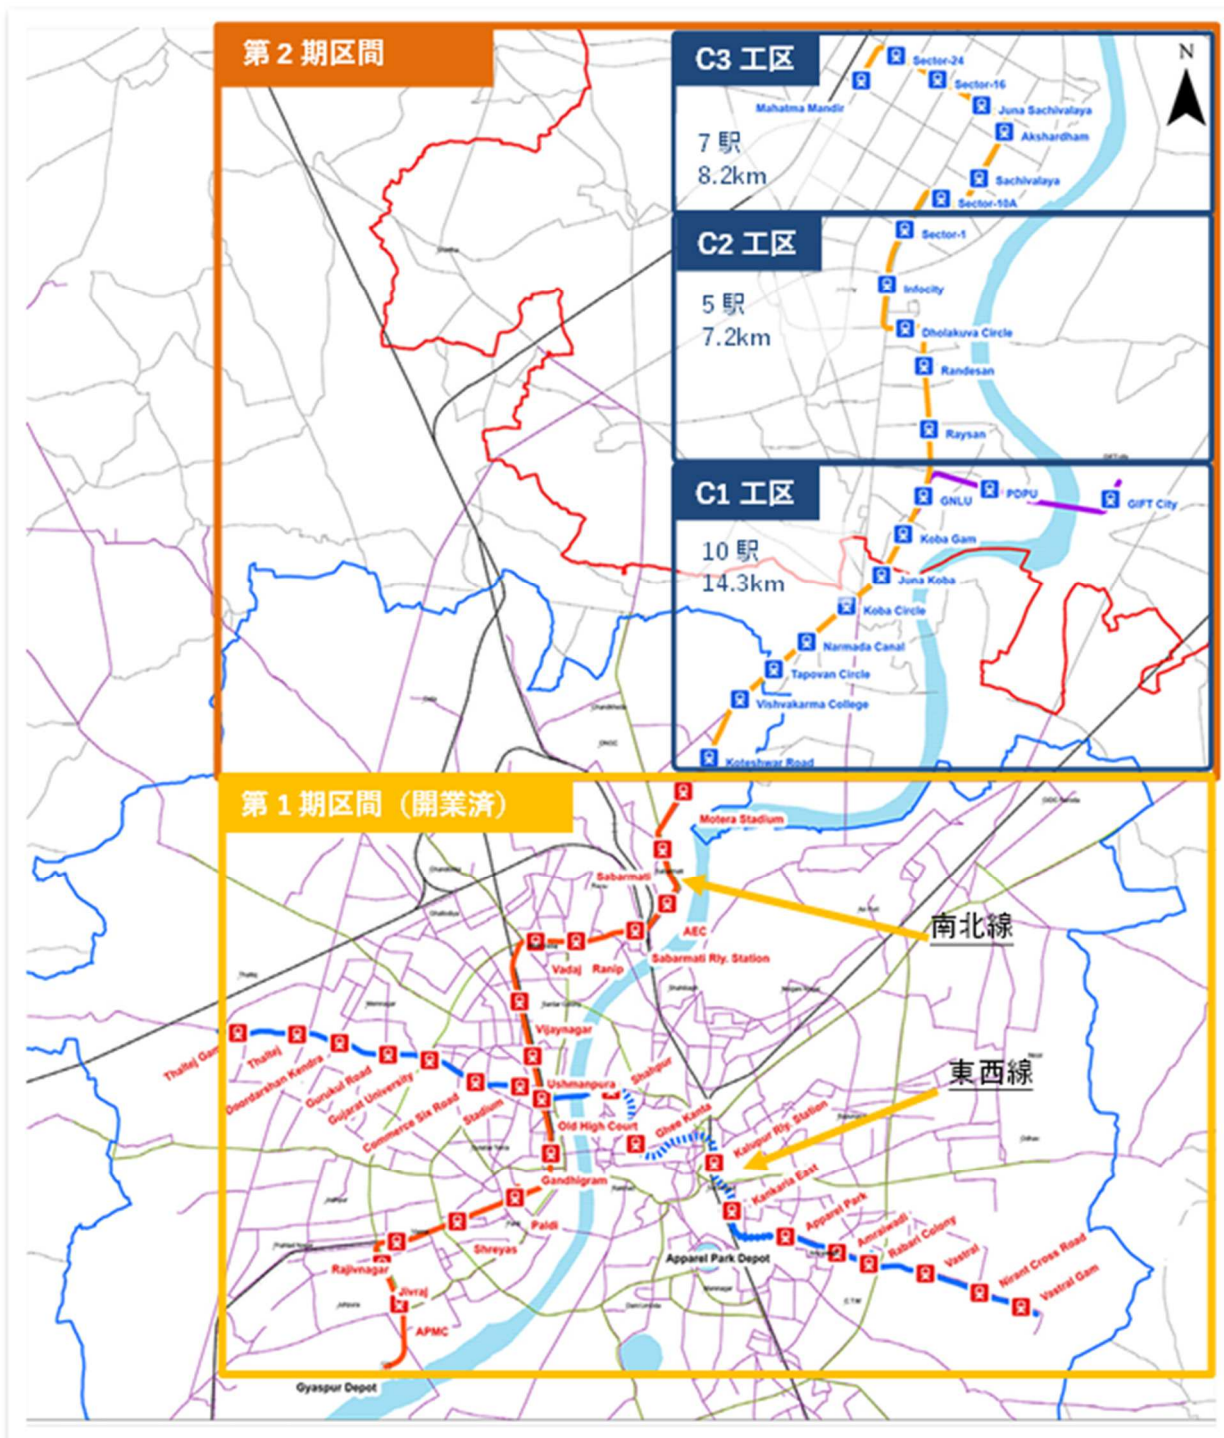 第2期区間
C3 工区
7 駅
8.2km
N
Sector-24
Sector-16
Mahatma Mandir
Juna Sachivalaya
Akshardham
Sachivalaya
Sector-10A
C2 工区
5 駅
7.2km
Sector-1
Infocity
Dholakuva Circle
Randesan
Raysan
C1 工区
10 駅
14.3km
GNLU
PDPU
GIFT City
Koba Gam
Juna Koba
Koba Circle
Narmada Canal
Tapovan Circle
Vishvakarma College
Koteshwar Road
第1期区間（開業済）
Motera Stadium
Sabarmati
AEC
南北線
Sabarmati Rly. Station
Vadaj
Ranip
Vijaynagar
Thaltej Gam
Thaltej
Doordarshan Kendra
Gurukul Road
Gujarat University
Commerce Six Road
Stadium
Ushmanpura
Shahpur
東西線
Old High Court
Ghee Kanta
Kalupur Rly. Station
Gandhigram
Kankaria East
Paldi
Shreyas
Apparel Park
Amraiwadi
Rabari Colony
Vastral
Nirant Cross Road
Vastral Gam
Apparel Park Depot
Rajivnagar
Jivraj
APMC
Gyaspur Depot